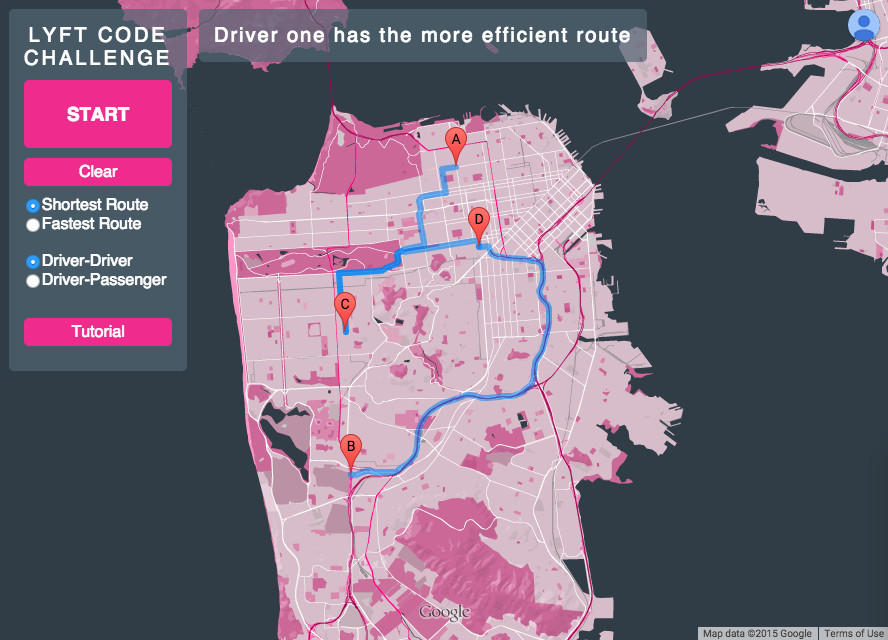 LYFT CODE
CHALLENGE
START
Clear
Shortest Route
Fastest Route
Driver-Driver
Driver-Passenger
Tutorial
Driver one has the more efficient route
A
D
C
B
Google
Map data ©2015 Google
Terms of Use